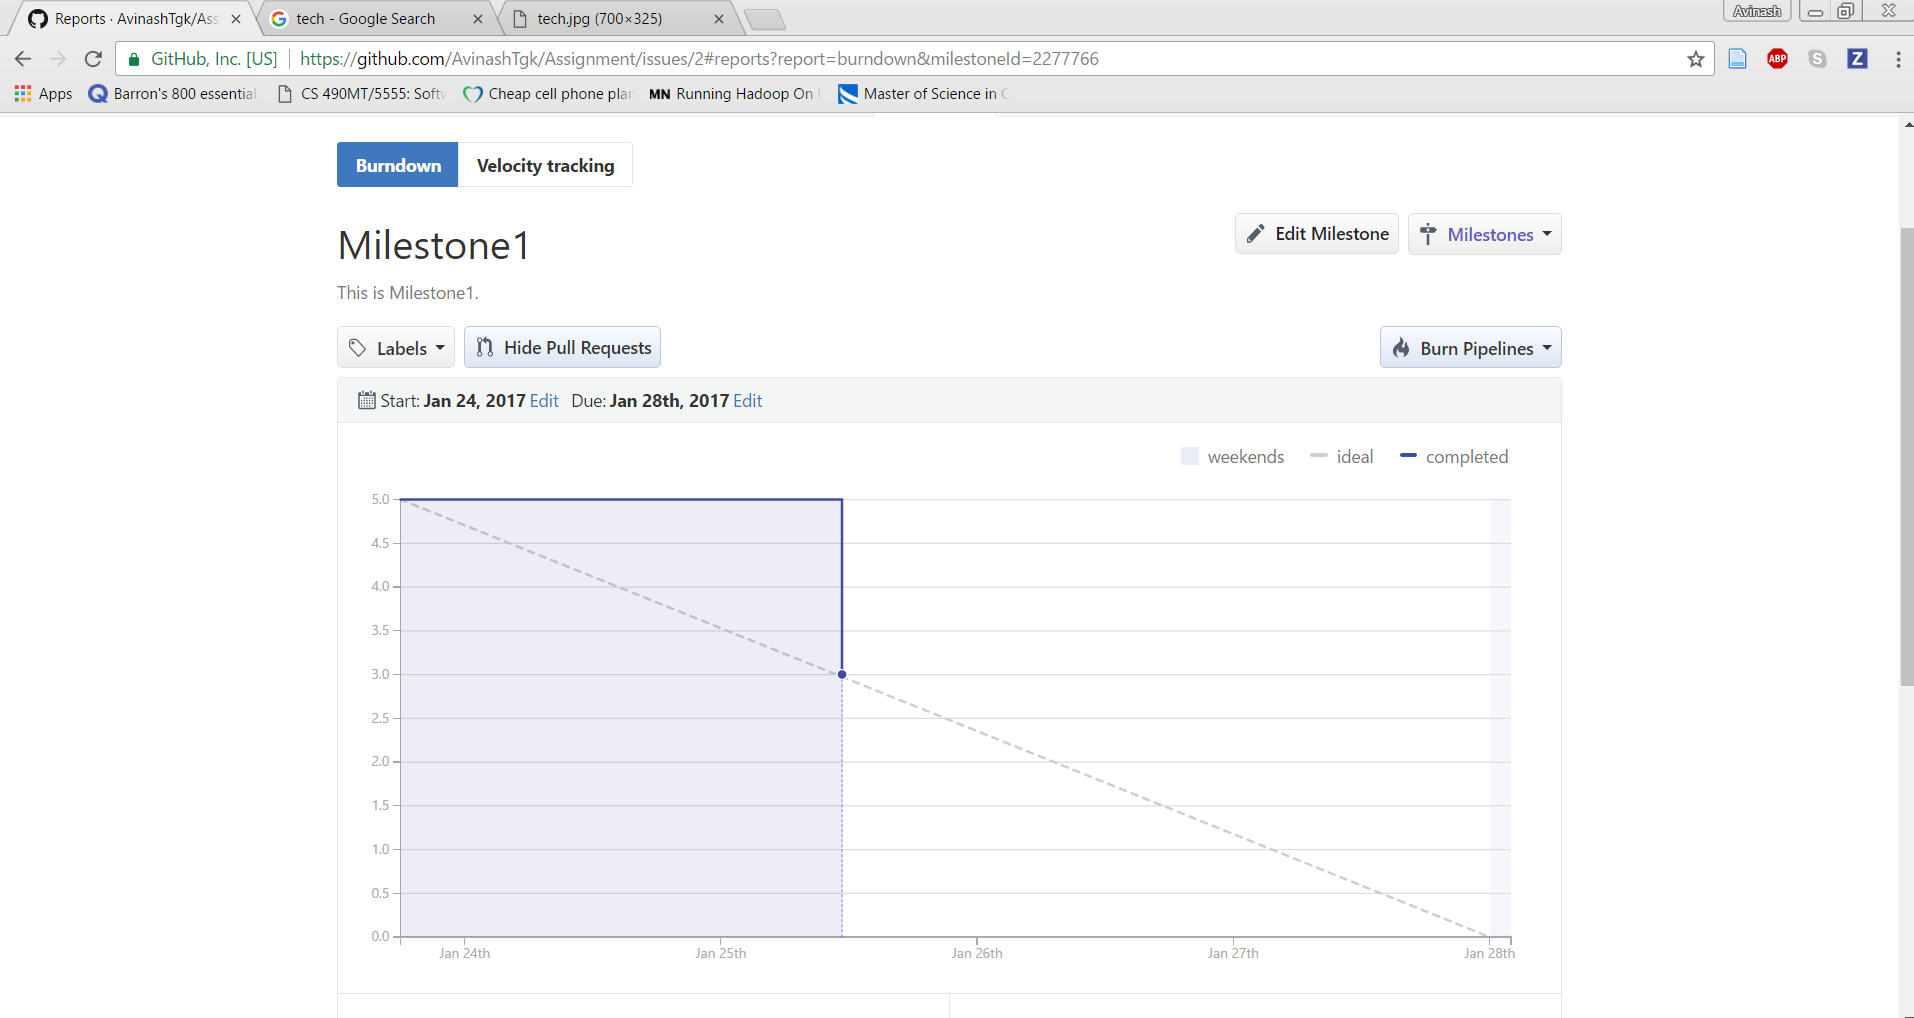 Reports · AvinashTgk/Ass
tech - Google Search
tech.jpg (700×325)
Avinash
GitHub, Inc. [US]
https://github.com/AvinashTgk/Assignment/issues/2#reports?report=burndown&milestoneId=2277766
ABP
S
Z
Apps
Barron's 800 essential
CS 490MT/5555: Softw
Cheap cell phone plan
MN Running Hadoop On U
Master of Science in C
Burndown
Velocity tracking
Milestone1
Edit Milestone
Milestones
This is Milestone1.
Labels
Hide Pull Requests
Burn Pipelines
Start: Jan 24, 2017 Edit Due: Jan 28th, 2017 Edit
weekends
ideal
completed
5.0
4.5
4.0
3.5
3.0
2.5
2.0
1.5
1.0
0.5
0.0
Jan 24th
Jan 25th
Jan 26th
Jan 27th
Jan 28th